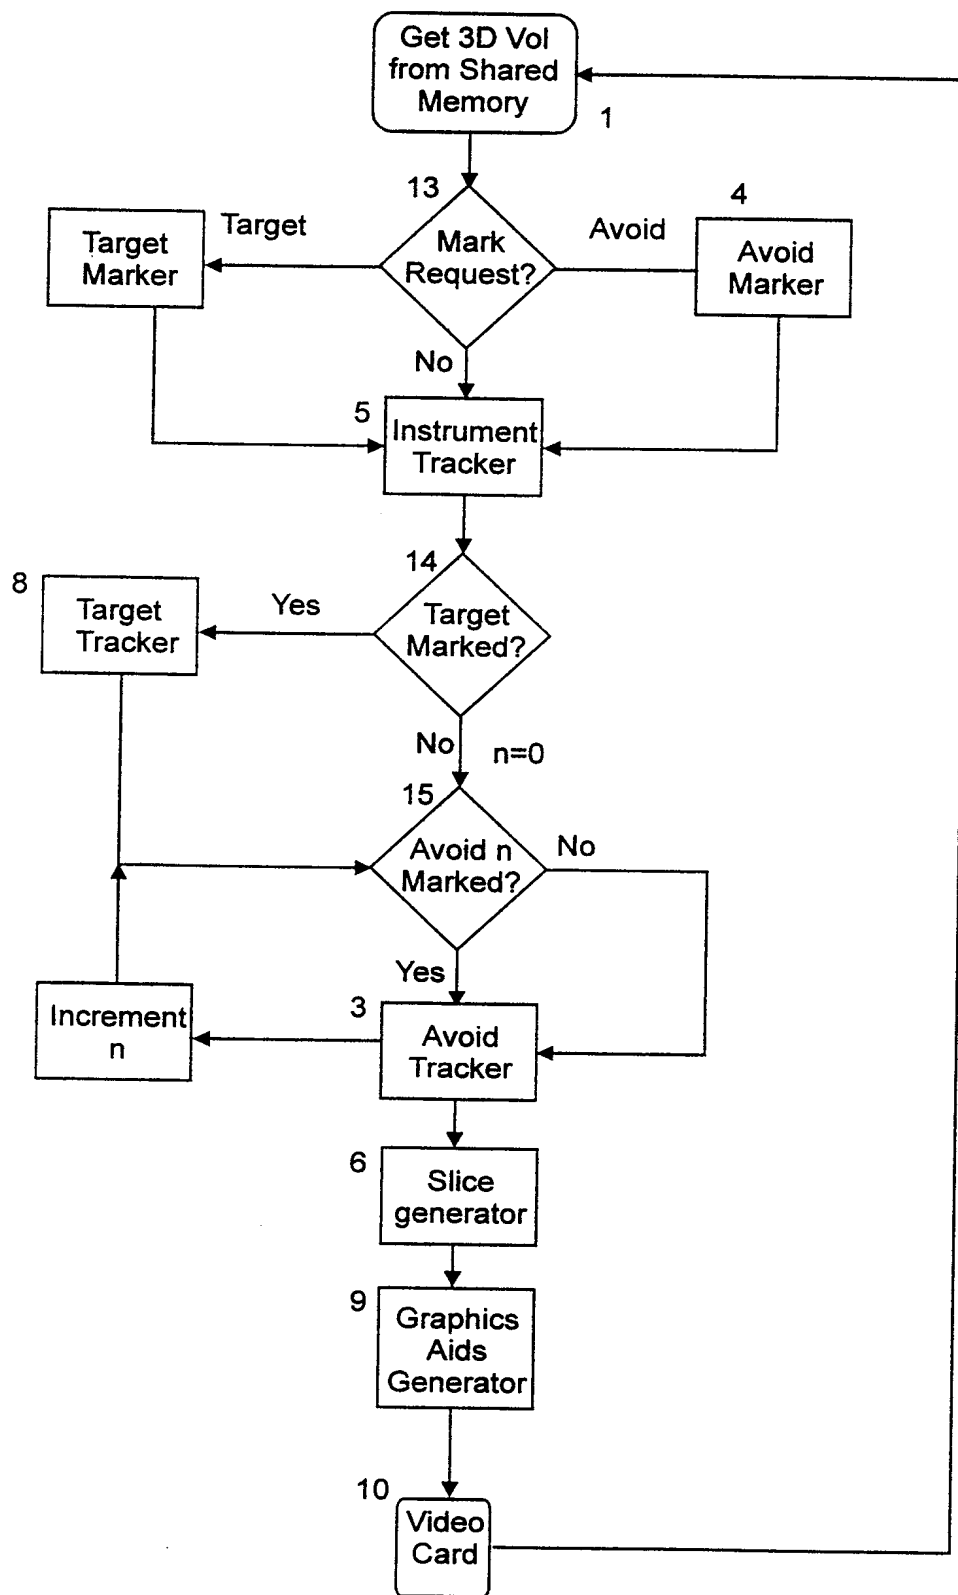 Get 3D Vol
from Shared
Memory
1
13
4
Target
Marker
Target
Mark
Request?
Avoid
Avoid
Marker
No
5
Instrument
Tracker
14
8
Target
Tracker
Yes
Target
Marked?
No
n=0
15
Avoid n
Marked?
No
Yes
3
Increment
n
Avoid
Tracker
6
Slice
generator
9
Graphics
Aids
Generator
10
Video
Card